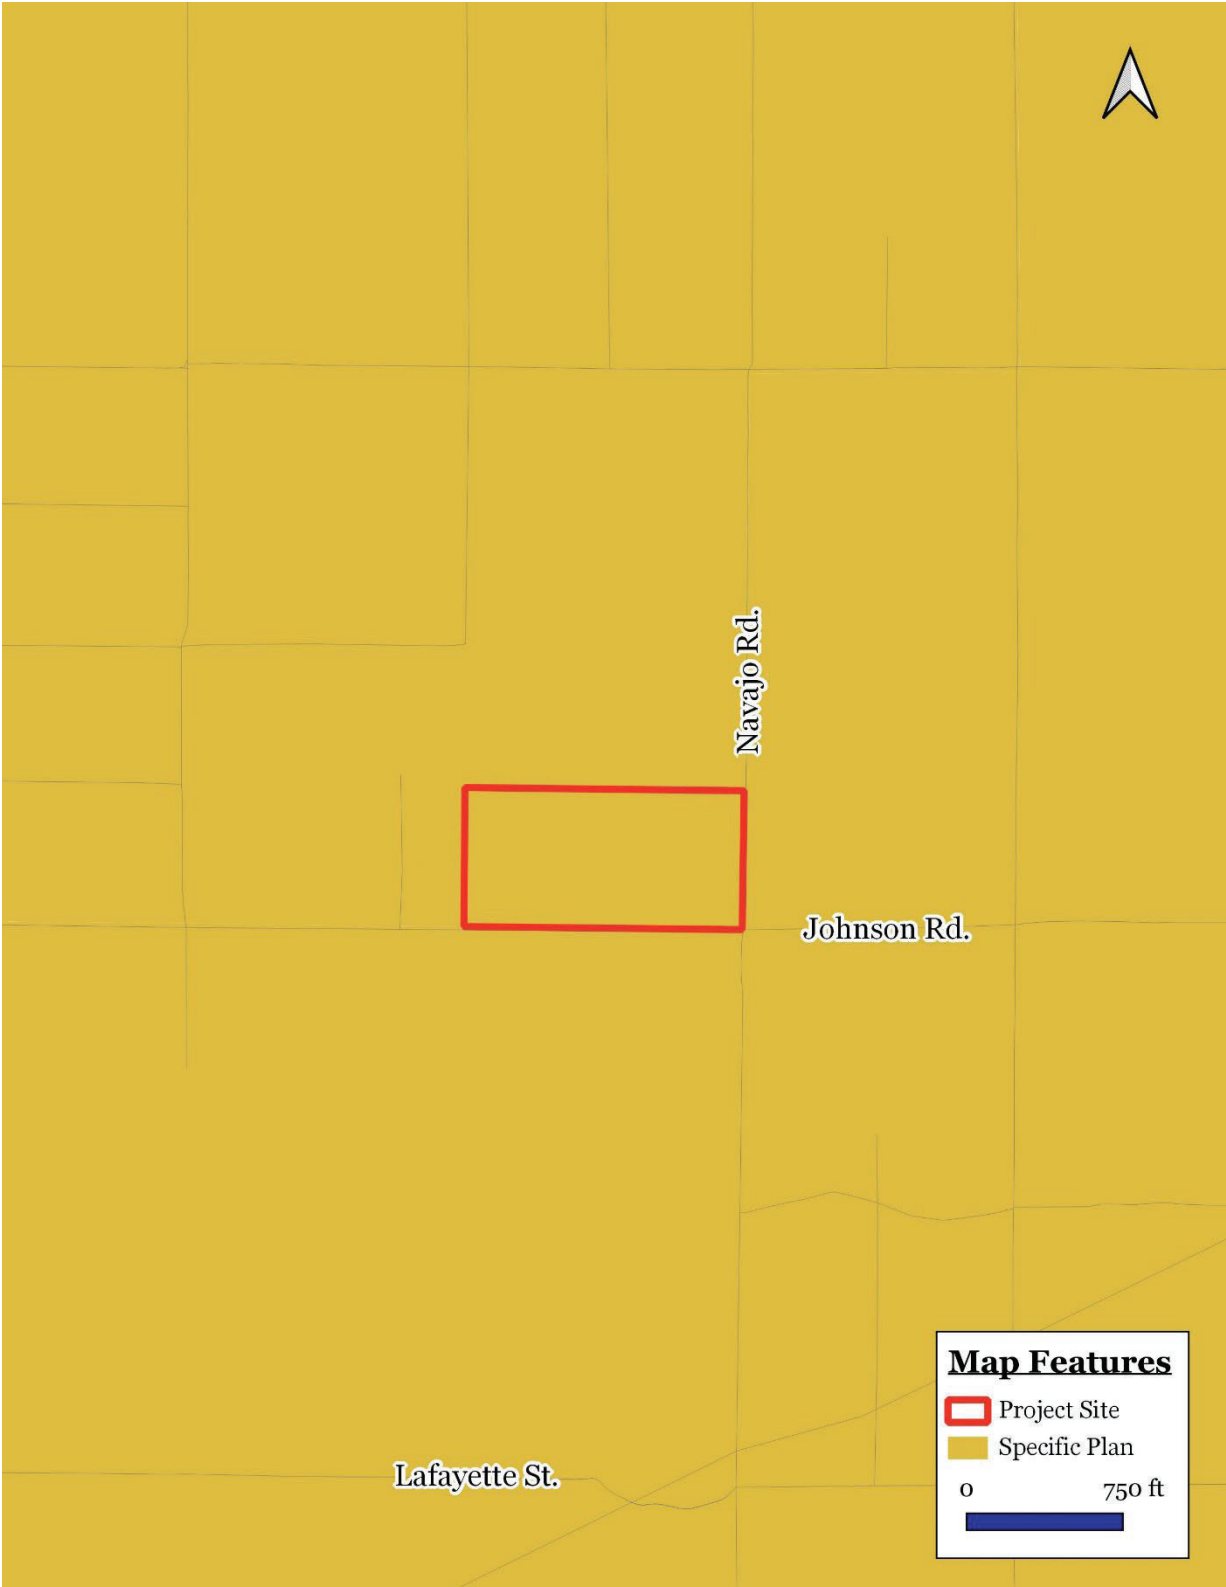 Navajo Rd.
Johnson Rd.
Lafayette St.
Map Features
Project Site
Specific Plan
0 750 ft